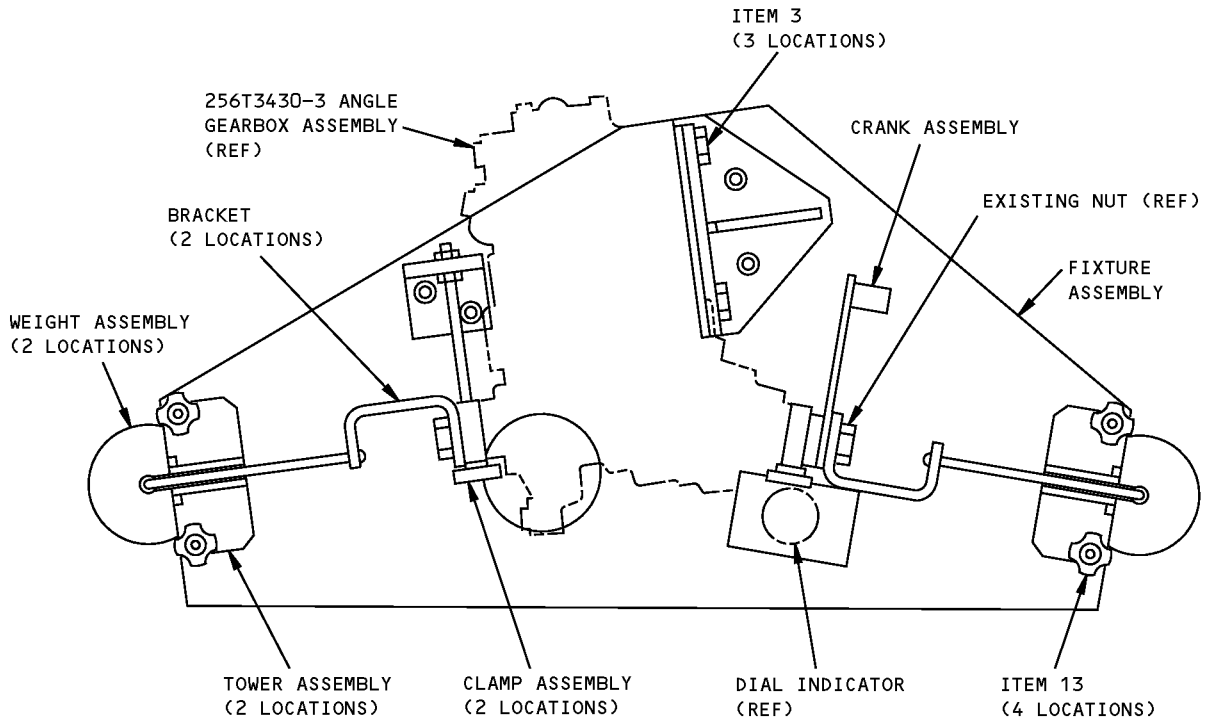 ITEM 3
(3 LOCATIONS)
256T3430-3 ANGLE
GEARBOX ASSEMBLY
(REF)
CRANK ASSEMBLY
BRACKET
(2 LOCATIONS)
EXISTING NUT (REF)
FIXTURE
ASSEMBLY
WEIGHT ASSEMBLY
(2 LOCATIONS)
TOWER ASSEMBLY
(2 LOCATIONS)
CLAMP ASSEMBLY
(2 LOCATIONS)
DIAL INDICATOR
(REF)
ITEM 13
(4 LOCATIONS)